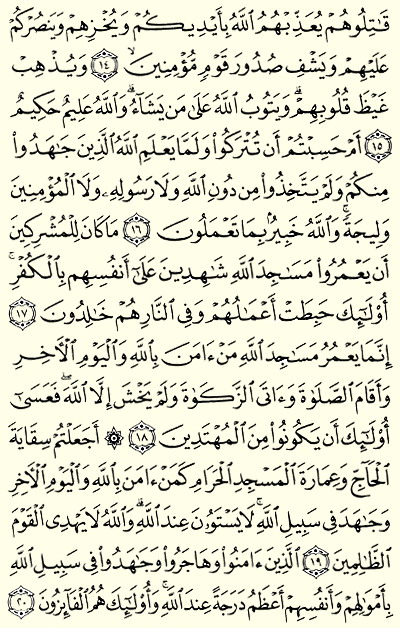 قَـٰتِلُوهُمْ يُعَذِّبْهُمُ ٱللَّهُ بِأَيْدِيكُمْ وَيُخْزِهِمْ وَيَنصُرْكُمْ
عَلَيْهِمْ وَيَشْفِ صُدُورَ قَوْمٍ مُّؤْمِنِينَ ١٤ وَيُذْهِبْ
غَيْظَ قُلُوبِهِمْ ۗ وَيَتُوبُ ٱللَّهُ عَلَىٰ مَن يَشَآءُ ۗ وَٱللَّهُ عَلِيمٌ حَكِيمٌ
١٥ أَمْ حَسِبْتُمْ أَن تُتْرَكُوا۟ وَلَمَّا يَعْلَمِ ٱللَّهُ ٱلَّذِينَ جَـٰهَدُوا۟
مِنكُمْ وَلَمْ يَتَّخِذُوا۟ مِن دُونِ ٱللَّهِ وَلَا رَسُولِهِۦ وَلَا ٱلْمُؤْمِنِينَ
وَلِيجَةً ۚ وَٱللَّهُ خَبِيرٌۢ بِمَا تَعْمَلُونَ ١٦ مَا كَانَ لِلْمُشْرِكِينَ
أَن يَعْمُرُوا۟ مَسَـٰجِدَ ٱللَّهِ شَـٰهِدِينَ عَلَىٰٓ أَنفُسِهِم بِٱلْكُفْرِ ۚ
أُو۟لَـٰٓئِكَ حَبِطَتْ أَعْمَـٰلُهُمْ وَفِى ٱلنَّارِ هُمْ خَـٰلِدُونَ ١٧
إِنَّمَا يَعْمُرُ مَسَـٰجِدَ ٱللَّهِ مَنْ ءَامَنَ بِٱللَّهِ وَٱلْيَوْمِ ٱلْـَٔاخِرِ
وَأَقَامَ ٱلصَّلَوٰةَ وَءَاتَى ٱلزَّكَوٰةَ وَلَمْ يَخْشَ إِلَّا ٱللَّهَ ۖ فَعَسَىٰٓ
أُو۟لَـٰٓئِكَ أَن يَكُونُوا۟ مِنَ ٱلْمُهْتَدِينَ ١٨ ۞ أَجَعَلْتُمْ سِقَايَةَ
ٱلْحَآجِّ وَعِمَارَةَ ٱلْمَسْجِدِ ٱلْحَرَامِ كَمَنْ ءَامَنَ بِٱللَّهِ وَٱلْيَوْمِ ٱلْـَٔاخِرِ
وَجَـٰهَدَ فِى سَبِيلِ ٱللَّهِ ۚ لَا يَسْتَوُۥنَ عِندَ ٱللَّهِ ۗ وَٱللَّهُ لَا يَهْدِى ٱلْقَوْمَ
ٱلظَّـٰلِمِينَ ١٩ ٱلَّذِينَ ءَامَنُوا۟ وَهَاجَرُوا۟ وَجَـٰهَدُوا۟ فِى سَبِيلِ ٱللَّهِ
بِأَمْوَٰلِهِمْ وَأَنفُسِهِمْ أَعْظَمُ دَرَجَةً عِندَ ٱللَّهِ ۚ وَأُو۟لَـٰٓئِكَ هُمُ ٱلْفَآئِزُونَ ٢٠